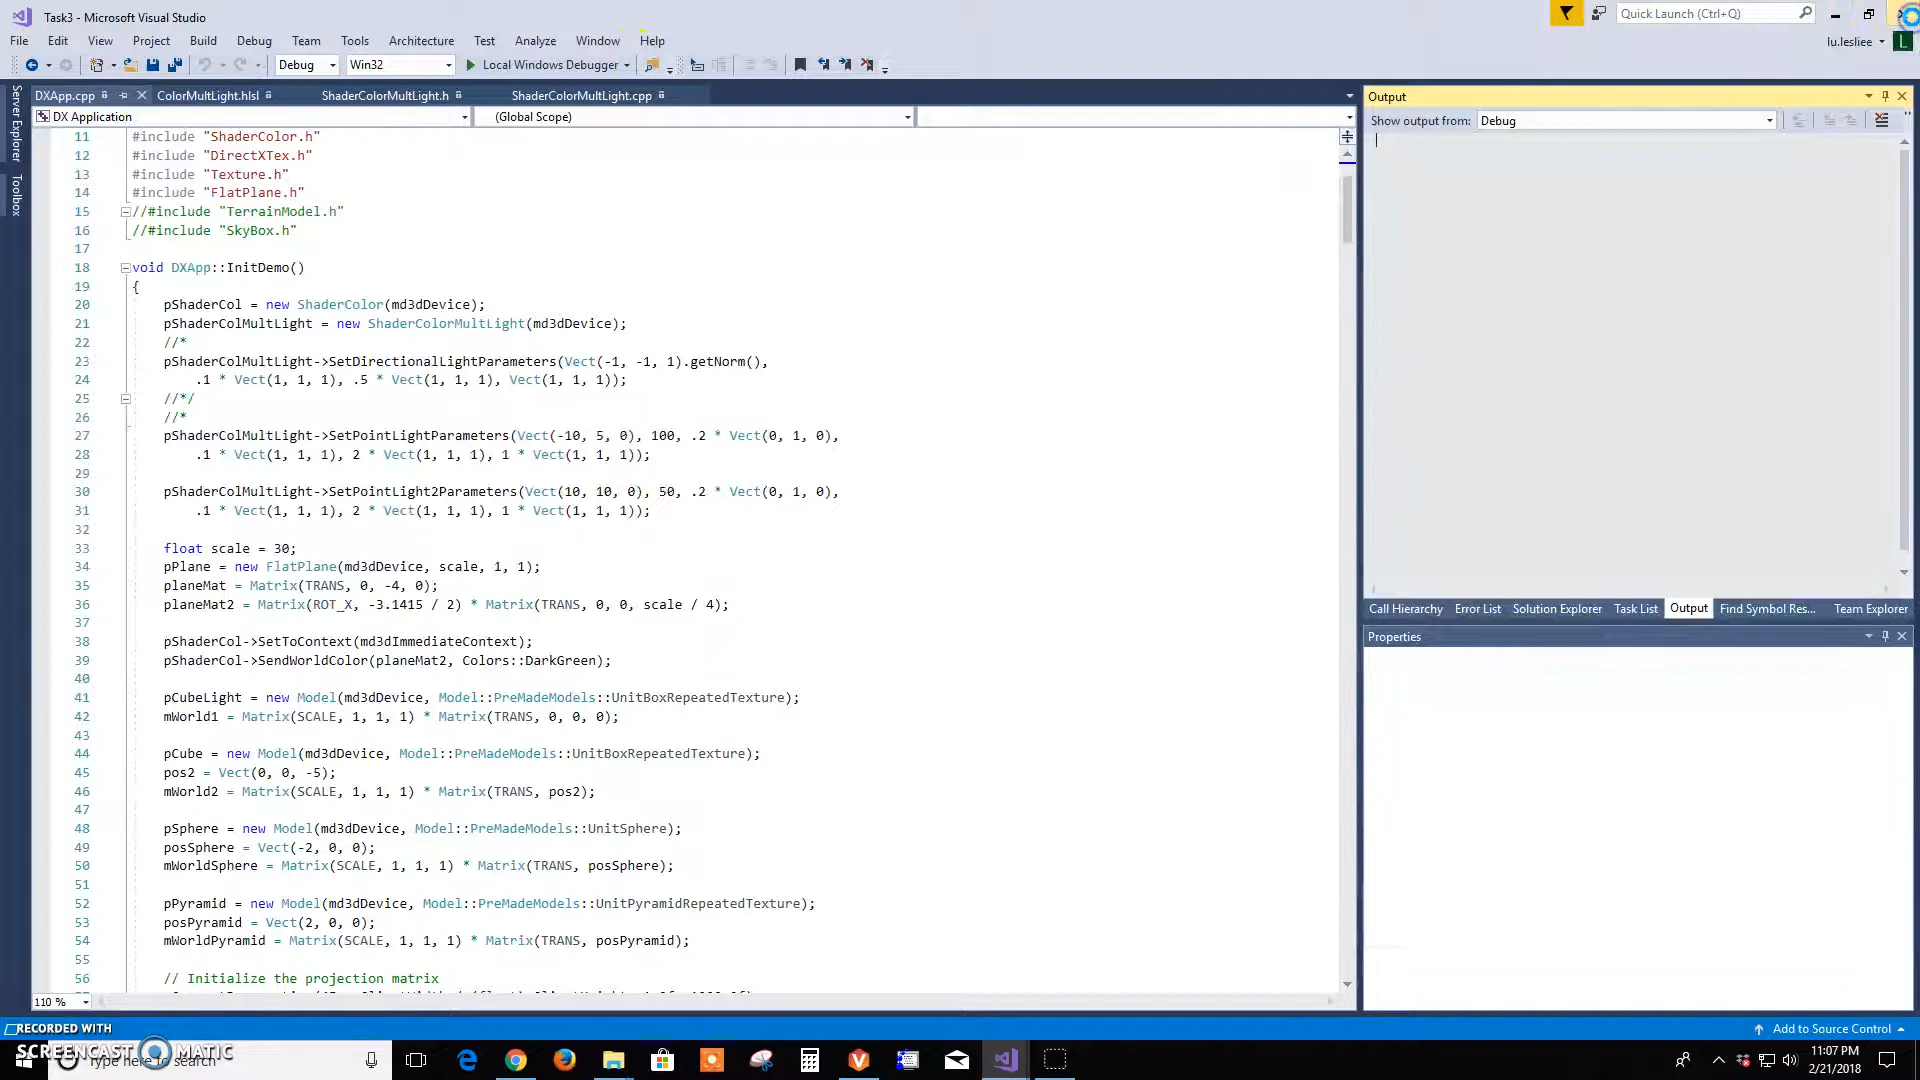 Task3 - Microsoft Visual Studio
Quick Launch (Ctrl+Q)
File Edit View Project Build Debug Team Tools Architecture Test Analyze Window Help
lu.lesliee L
Debug Win32 Local Windows Debugger
Server Explorer
Toolbox
DXApp.cpp ColorMultLight.hlsl ShaderColorMultLight.h ShaderColorMultLight.cpp
DX Application (Global Scope)
11 #include "ShaderColor.h"
12 #include "DirectXTex.h"
13 #include "Texture.h"
14 #include "FlatPlane.h"
15 //#include "TerrainModel.h"
16 //#include "SkyBox.h"
17
18 void DXApp::InitDemo()
19 {
20 pShaderCol = new ShaderColor(md3dDevice);
21 pShaderColMultLight = new ShaderColorMultLight(md3dDevice);
22 //*
23 pShaderColMultLight->SetDirectionalLightParameters(Vect(-1, -1, 1).getNorm(),
24 .1 * Vect(1, 1, 1), .5 * Vect(1, 1, 1), Vect(1, 1, 1));
25 //*/
26 //*
27 pShaderColMultLight->SetPointLightParameters(Vect(-10, 5, 0), 100, .2 * Vect(0, 1, 0),
28 .1 * Vect(1, 1, 1), 2 * Vect(1, 1, 1), 1 * Vect(1, 1, 1));
29
30 pShaderColMultLight->SetPointLight2Parameters(Vect(10, 10, 0), 50, .2 * Vect(0, 1, 0),
31 .1 * Vect(1, 1, 1), 2 * Vect(1, 1, 1), 1 * Vect(1, 1, 1));
32
33 float scale = 30;
34 pPlane = new FlatPlane(md3dDevice, scale, 1, 1);
35 planeMat = Matrix(TRANS, 0, -4, 0);
36 planeMat2 = Matrix(ROT_X, -3.1415 / 2) * Matrix(TRANS, 0, 0, scale / 4);
37
38 pShaderCol->SetToContext(md3dImmediateContext);
39 pShaderCol->SendWorldColor(planeMat2, Colors::DarkGreen);
40
41 pCubeLight = new Model(md3dDevice, Model::PreMadeModels::UnitBoxRepeatedTexture);
42 mWorld1 = Matrix(SCALE, 1, 1, 1) * Matrix(TRANS, 0, 0, 0);
43
44 pCube = new Model(md3dDevice, Model::PreMadeModels::UnitBoxRepeatedTexture);
45 pos2 = Vect(0, 0, -5);
46 mWorld2 = Matrix(SCALE, 1, 1, 1) * Matrix(TRANS, pos2);
47
48 pSphere = new Model(md3dDevice, Model::PreMadeModels::UnitSphere);
49 posSphere = Vect(-2, 0, 0);
50 mWorldSphere = Matrix(SCALE, 1, 1, 1) * Matrix(TRANS, posSphere);
51
52 pPyramid = new Model(md3dDevice, Model::PreMadeModels::UnitPyramidRepeatedTexture);
53 posPyramid = Vect(2, 0, 0);
54 mWorldPyramid = Matrix(SCALE, 1, 1, 1) * Matrix(TRANS, posPyramid);
55
56 // Initialize the projection matrix
110 %
Output
Show output from: Debug
Call Hierarchy Error List Solution Explorer Task List Output Find Symbol Res... Team Explorer
Properties
Add to Source Control
RECORDED WITH
SCREENCAST MATIC
Type here to search
11:07 PM
2/21/2018